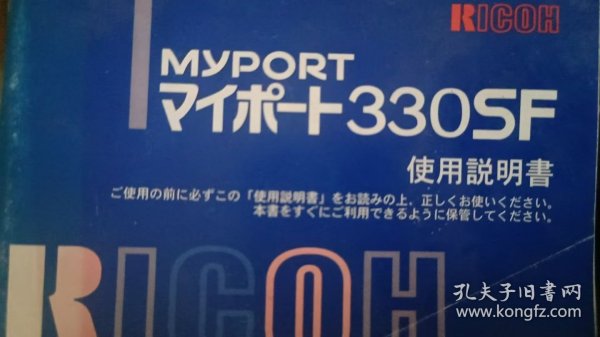 RICOH
MYPORT
マイポート330SF
使用説明書
ご使用の前に必ずこの「使用説明書」をお読みの上、正しくお使いください。
本書をすぐにご利用できるように保管してください。
RICOH
孔夫子旧書网
www.kongfz.com